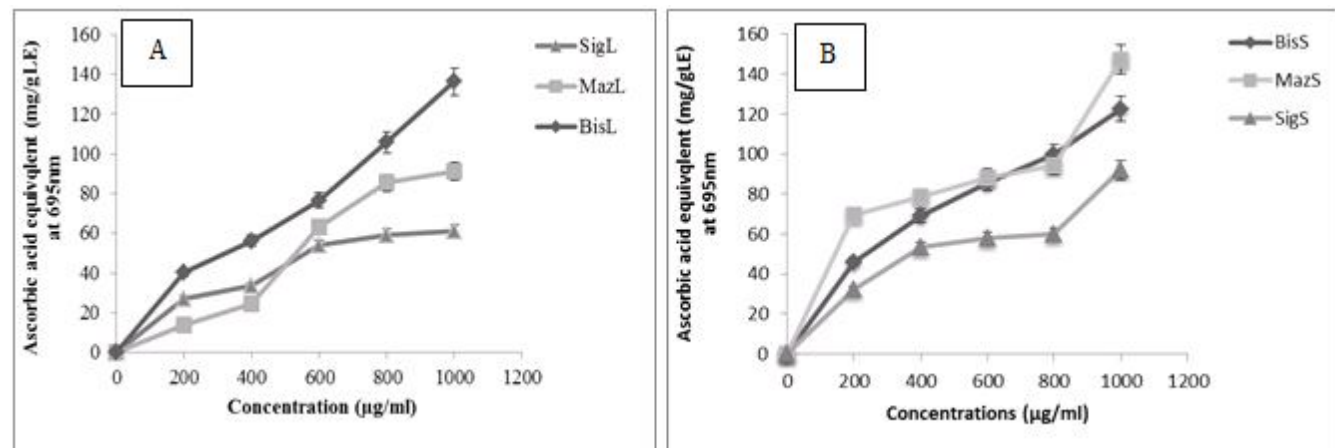 A
160
140
120
100
80
60
40
20
0
0 200 400 600 800 1000 1200
Ascorbic acid equivqlent (mg/gLE)
at 695nm
Concentration (µg/ml)
SigL
MazL
BisL
B
160
140
120
100
80
60
40
20
0
0 200 400 600 800 1000 1200
Ascorbic acid equivqlent (mg/gLE)
at 695nm
Concentrations (µg/ml)
BisS
MazS
SigS